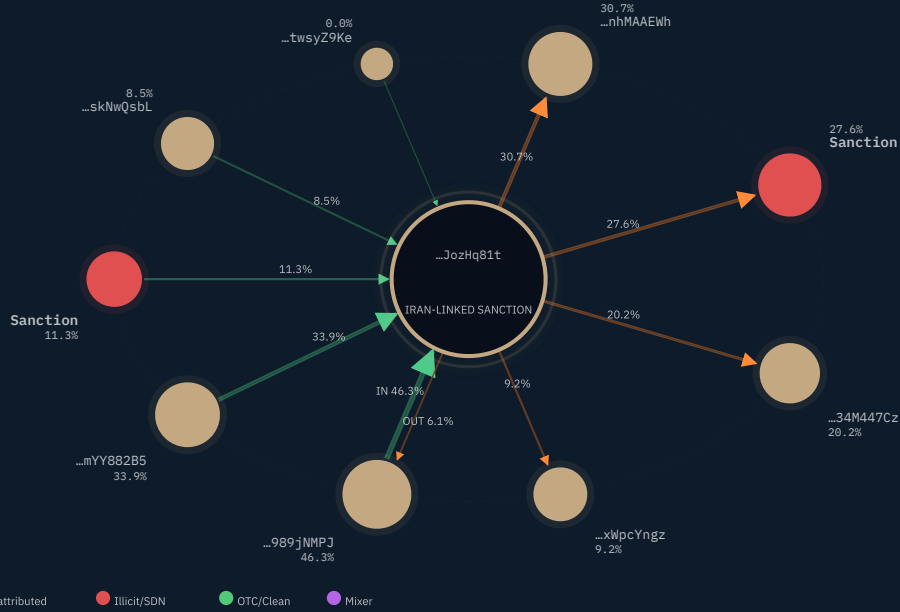 30.7%
…nhMAAEWh
0.0%
…twsyZ9Ke
8.5%
…skNwQsbL
27.6%
Sanction
30.7%
8.5%
27.6%
…JozHq81t
11.3%
IRAN-LINKED SANCTION
Sanction
11.3%
20.2%
33.9%
9.2%
IN 46.3%
OUT 6.1%
…34M447Cz
20.2%
…mYY882B5
33.9%
…989jNMPJ
46.3%
…xWpcYngz
9.2%
attributed
Illicit/SDN
OTC/Clean
Mixer